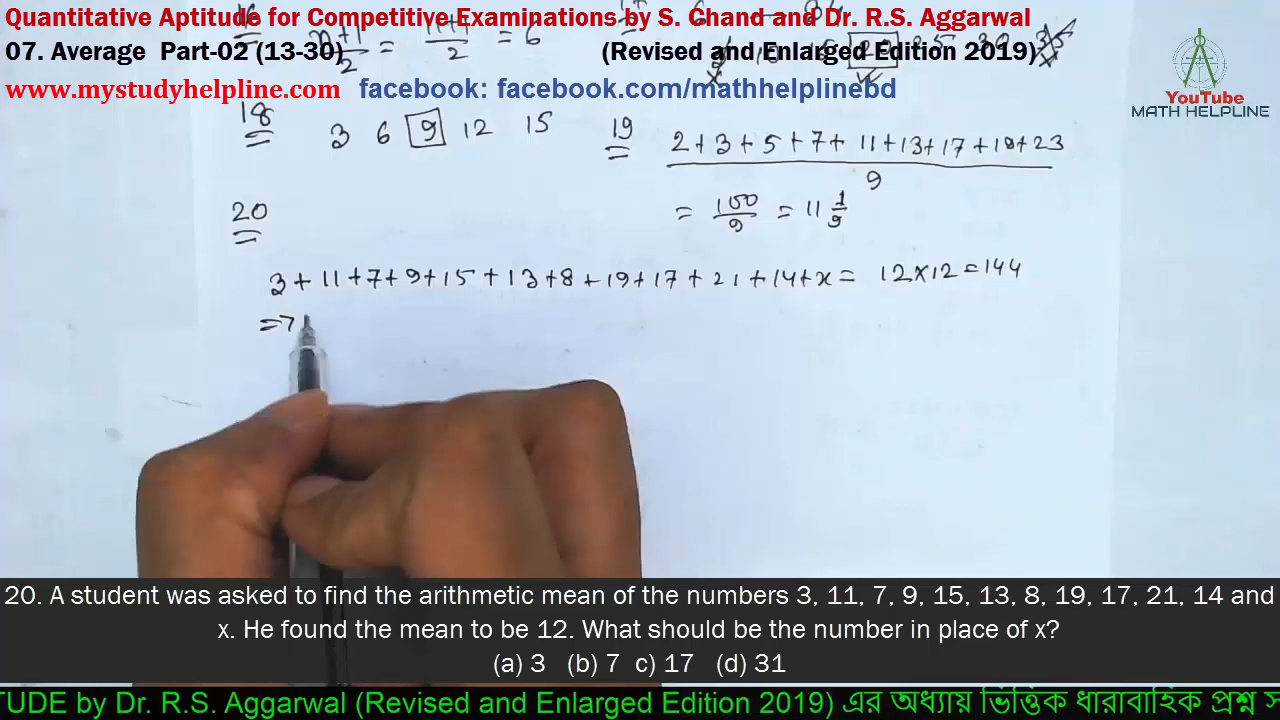 Quantitative Aptitude for Competitive Examinations by S. Chand and Dr. R.S. Aggarwal
07. Average Part-02 (13-30)
(Revised and Enlarged Edition 2019)
www.mystudyhelpline.com facebook: facebook.com/mathhelplinebd
YouTube
MATH HELPLINE
= 6
18
3 6 9 12 15
19
2+3+5+7+11+13+17+19+23
9
= 100/9 = 11 1/9
20
3+11+7+9+15+13+8+19+17+21+14+x= 12×12=144
=>
20. A student was asked to find the arithmetic mean of the numbers 3, 11, 7, 9, 15, 13, 8, 19, 17, 21, 14 and
x. He found the mean to be 12. What should be the number in place of x?
(a) 3 (b) 7 c) 17 (d) 31
TUDE by Dr. R.S. Aggarwal (Revised and Enlarged Edition 2019) এর অধ্যায় ভিত্তিক ধারাবাহিক প্রশ্ন